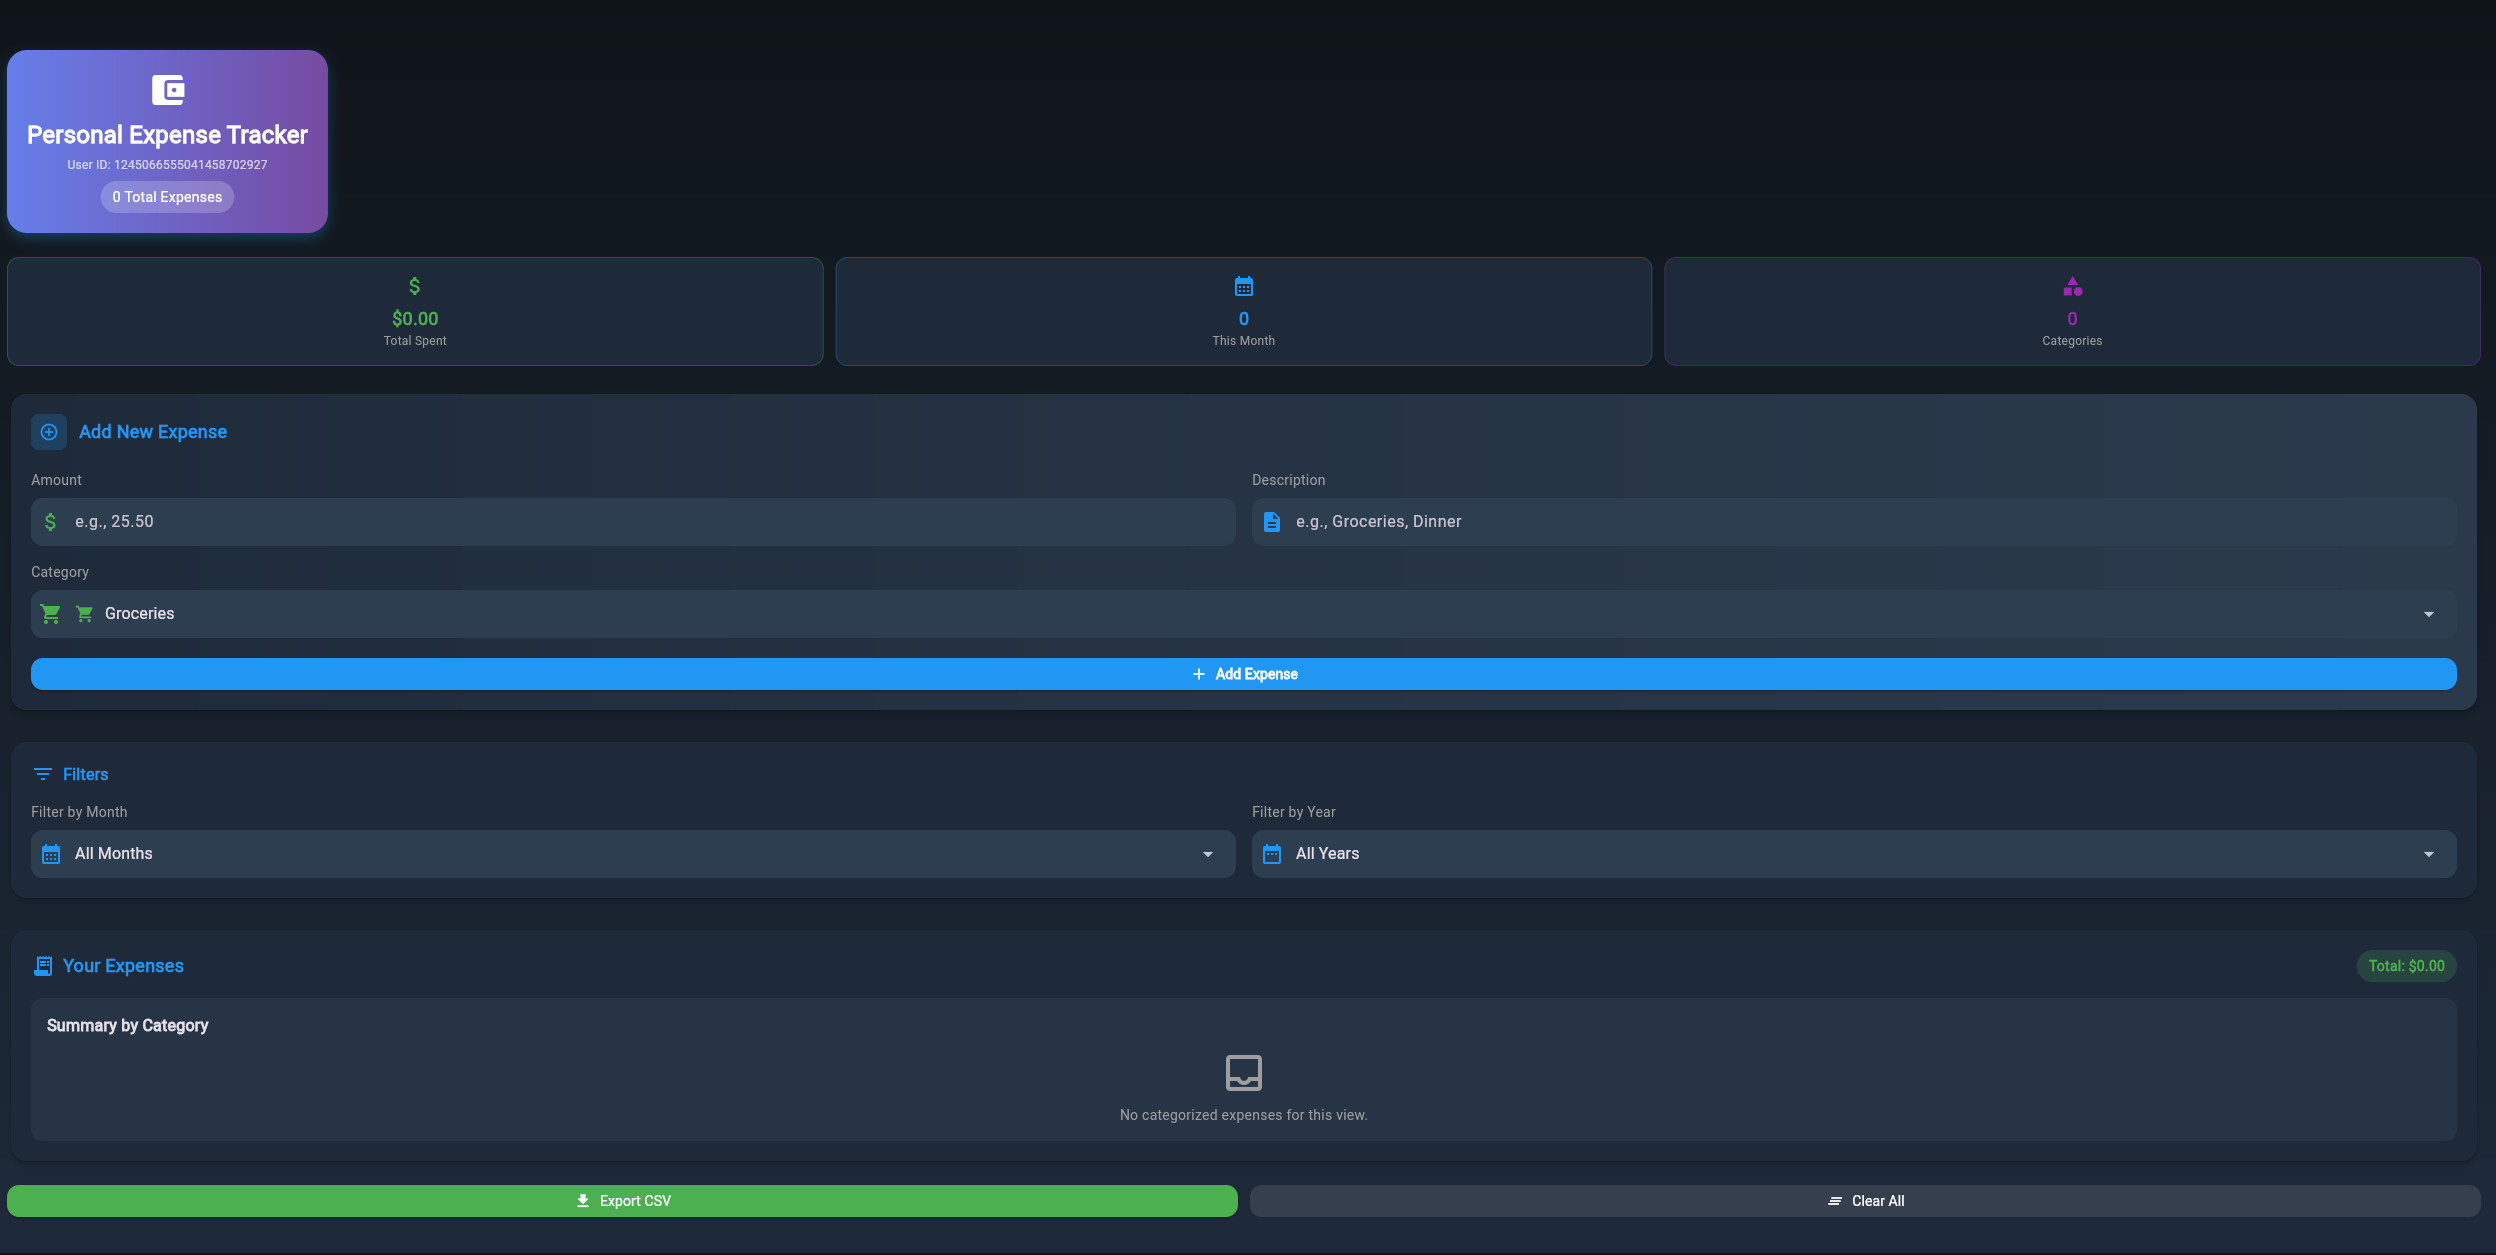 Personal Expense Tracker
User ID: 1245066555041458702927
0 Total Expenses
$0.00
Total Spent
0
This Month
0
Categories
Add New Expense
Amount
Description
e.g., 25.50
e.g., Groceries, Dinner
Category
Groceries
Add Expense
Filters
Filter by Month
Filter by Year
All Months
All Years
Your Expenses
Total: $0.00
Summary by Category
No categorized expenses for this view.
Export CSV
Clear All